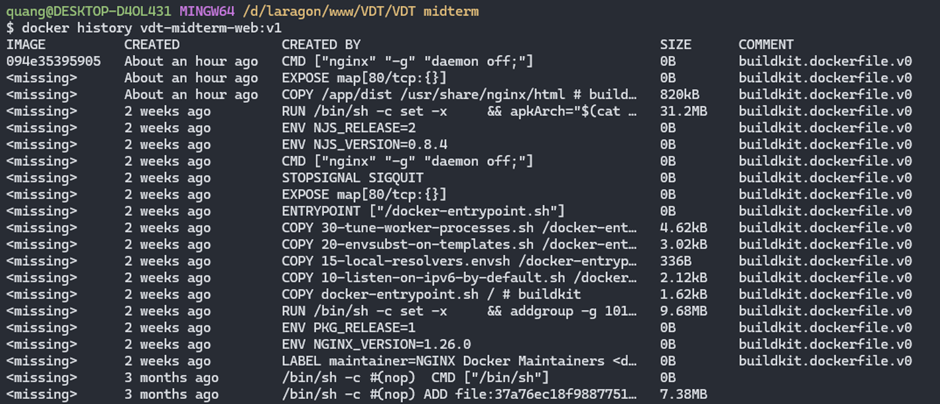 quang@DESKTOP-D4OL431 MINGW64 /d/laragon/www/VDT/VDT midterm
$ docker history vdt-midterm-web:v1
IMAGE CREATED CREATED BY SIZE COMMENT
094e35395905 About an hour ago CMD ["nginx" "-g" "daemon off;"] 0B buildkit.dockerfile.v0
<missing> About an hour ago EXPOSE map[80/tcp:{}] 0B buildkit.dockerfile.v0
<missing> About an hour ago COPY /app/dist /usr/share/nginx/html # build… 820kB buildkit.dockerfile.v0
<missing> 2 weeks ago RUN /bin/sh -c set -x && apkArch="$(cat … 31.2MB buildkit.dockerfile.v0
<missing> 2 weeks ago ENV NJS_RELEASE=2 0B buildkit.dockerfile.v0
<missing> 2 weeks ago ENV NJS_VERSION=0.8.4 0B buildkit.dockerfile.v0
<missing> 2 weeks ago CMD ["nginx" "-g" "daemon off;"] 0B buildkit.dockerfile.v0
<missing> 2 weeks ago STOPSIGNAL SIGQUIT 0B buildkit.dockerfile.v0
<missing> 2 weeks ago EXPOSE map[80/tcp:{}] 0B buildkit.dockerfile.v0
<missing> 2 weeks ago ENTRYPOINT ["/docker-entrypoint.sh"] 0B buildkit.dockerfile.v0
<missing> 2 weeks ago COPY 30-tune-worker-processes.sh /docker-ent… 4.62kB buildkit.dockerfile.v0
<missing> 2 weeks ago COPY 20-envsubst-on-templates.sh /docker-ent… 3.02kB buildkit.dockerfile.v0
<missing> 2 weeks ago COPY 15-local-resolvers.envsh /docker-entryp… 336B buildkit.dockerfile.v0
<missing> 2 weeks ago COPY 10-listen-on-ipv6-by-default.sh /docker… 2.12kB buildkit.dockerfile.v0
<missing> 2 weeks ago COPY docker-entrypoint.sh / # buildkit 1.62kB buildkit.dockerfile.v0
<missing> 2 weeks ago RUN /bin/sh -c set -x && addgroup -g 101… 9.68MB buildkit.dockerfile.v0
<missing> 2 weeks ago ENV PKG_RELEASE=1 0B buildkit.dockerfile.v0
<missing> 2 weeks ago ENV NGINX_VERSION=1.26.0 0B buildkit.dockerfile.v0
<missing> 2 weeks ago LABEL maintainer=NGINX Docker Maintainers <d… 0B buildkit.dockerfile.v0
<missing> 3 months ago /bin/sh -c #(nop) CMD ["/bin/sh"] 0B
<missing> 3 months ago /bin/sh -c #(nop) ADD file:37a76ec18f9887751… 7.38MB